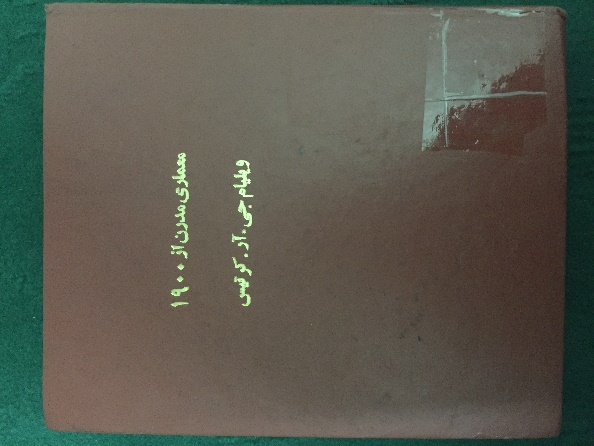 معماری مدرن از ۱۹۰۰
ویلیام جی. آر. کرتیس